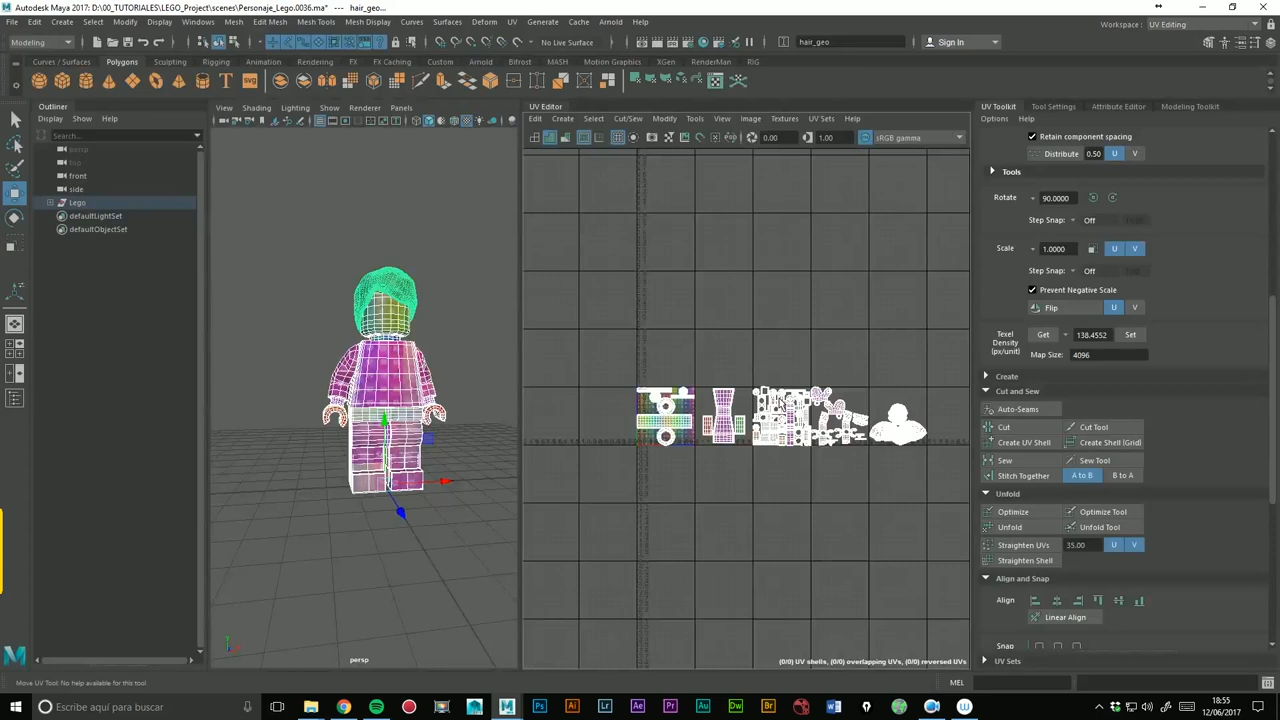 Autodesk Maya 2017: D:\00_TUTORIALES\LEGO_Project\scenes\Personaje_Lego.0036.ma* --- hair_geo...
File Edit Create Select Modify Display Windows Mesh Edit Mesh Mesh Tools Mesh Display Curves Surfaces Deform UV Generate Cache Arnold Help
Workspace : UV Editing
Modeling No Live Surface hair_geo Sign In
Curves / Surfaces Polygons Sculpting Rigging Animation Rendering FX FX Caching Custom Arnold Bifrost MASH Motion Graphics XGen RenderMan RIG
Outliner
Display Show Help
Search...
persp
top
front
side
Lego
defaultLightSet
defaultObjectSet
View Shading Lighting Show Renderer Panels
persp
UV Editor
Edit Create Select Cut/Sew Modify Tools View Image Textures UV Sets Help
0.00 1.00 sRGB gamma
(0/0) UV shells, (0/0) overlapping UVs, (0/0) reversed UVs
UV Toolkit Tool Settings Attribute Editor Modeling Toolkit
Options Help
Retain component spacing
Distribute 0.50 U V
Tools
Rotate 90.0000
Step Snap: Off
Scale 1.0000 U V
Step Snap: Off
Prevent Negative Scale
Flip U V
Texel Density (px/unit) Get 138.4552 Set
Map Size: 4096
Create
Cut and Sew
Auto-Seams
Cut Cut Tool
Create UV Shell Create Shell (Grid)
Sew Sew Tool
Stitch Together A to B B to A
Unfold
Optimize Optimize Tool
Unfold Unfold Tool
Straighten UVs 35.00 U V
Straighten Shell
Align and Snap
Align
Linear Align
Snap
UV Sets
Move UV Tool: No help available for this tool MEL
Escribe aquí para buscar
Ps Ai Lr Ae Pr Au Dw Br
18:55
12/06/2017